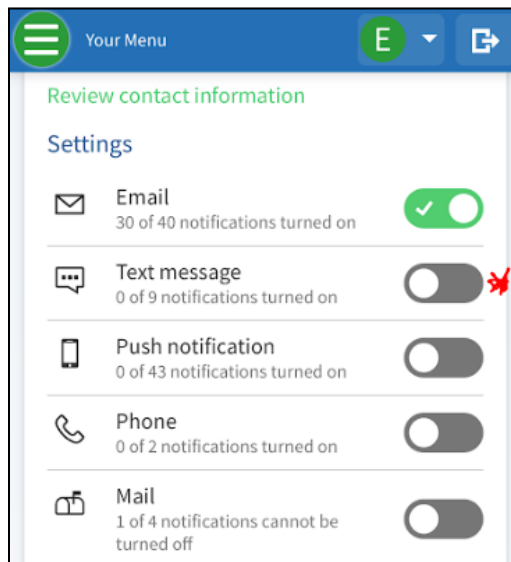 Your Menu
E
Review contact information
Settings
Email
30 of 40 notifications turned on
Text message
0 of 9 notifications turned on
Push notification
0 of 43 notifications turned on
Phone
0 of 2 notifications turned on
Mail
1 of 4 notifications cannot be
turned off